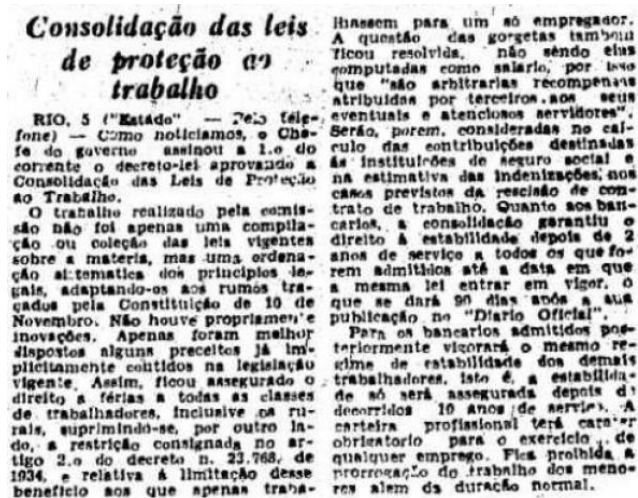 Consolidação das leis
de proteção ao
trabalho
RIO, 5 ("Estado" — Pelo tele-
fone) — Como noticiamos, o Che-
fe do governo assinou a 1.o do
corrente o decreto-lei aprovando a
Consolidação das Leis de Proteção
ao Trabalho.
O trabalho realizado pela comis-
são não foi apenas uma compila-
ção ou coleção das leis vigentes
sobre a materia, mas uma ordena-
ção sistematica dos principios le-
gais, adaptando-os aos rumos tra-
çados pela Constituição de 10 de
Novembro. Não houve propriamente
inovações. Apenas foram melhor
dispostos alguns preceitos já im-
plicitamente contidos na legislação
vigente. Assim, ficou assegurado o
direito a férias a todas as classes
de trabalhadores, inclusive os ru-
rais, suprimindo-se, por outro la-
do, a restrição consignada no ar-
tigo 2.o do decreto n. 23.768, de
1934, e relativa á limitação desse
beneficio aos que apenas traba-
lhassem para um só empregador.
A questão das gorgetas tambem
ficou resolvida, não sendo elas
computadas como salario, por isso
que "são arbitrarias recompensas
atribuidas por terceiros aos seus
eventuais e atenciosos servidores".
Serão, porem, consideradas no cal-
culo das contribuições destinadas
ás instituições de seguro social e
na estimativa das indenizações, nos
casos previstos da rescisão de con-
trato de trabalho. Quanto aos ban-
carios, a consolidação garantiu o
direito á estabilidade depois de 2
anos de serviço a todos os que fo-
rem admitidos até a data em que
a mesma lei entrar em vigor, o
que se dará 90 dias após a sua
publicação no "Diario Oficial".
Para os bancarios admitidos pos-
teriormente vigorará o mesmo re-
gime de estabilidade dos demais
trabalhadores, isto é, a estabilida-
de só será assegurada depois de
decorridos 10 anos de serviço. A
carteira profissional terá carater
obrigatorio para o exercicio de
qualquer emprego. Fica proibida a
prorrogação do trabalho dos meno-
res alem da duração normal.